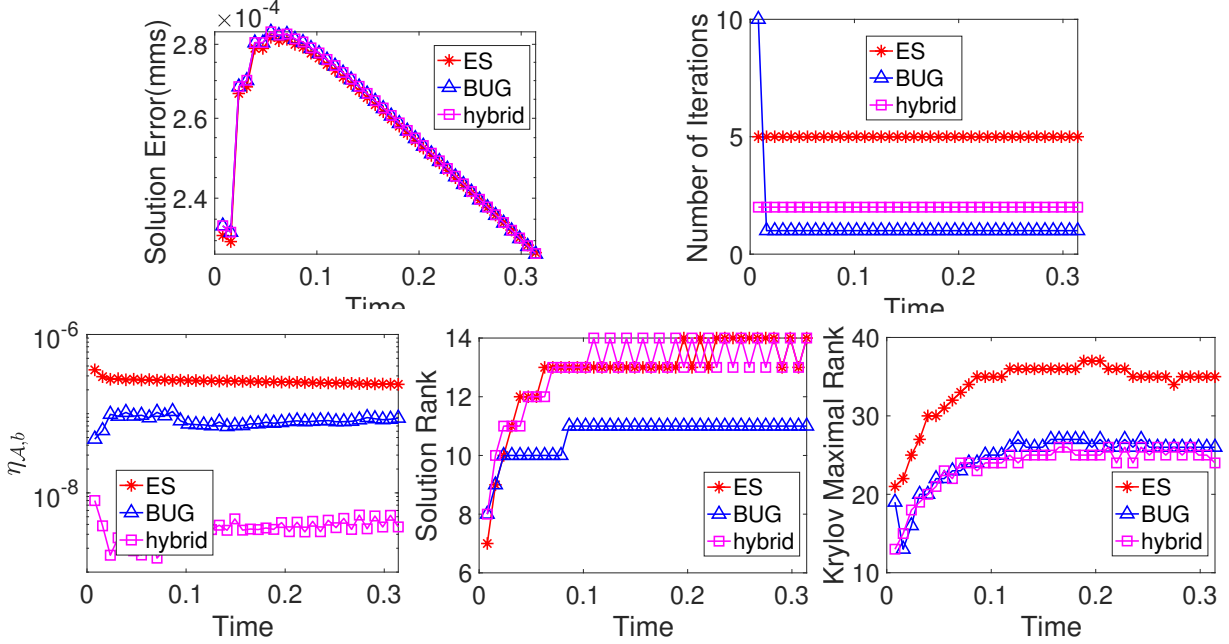 ×10⁻⁴
2.8
2.6
2.4
0
0.1
0.2
0.3
Solution Error(mms)
Time
ES
BUG
hybrid
10
5
0
0
0.1
0.2
0.3
Number of Iterations
Time
ES
BUG
hybrid
10⁻⁶
10⁻⁸
0
0.1
0.2
0.3
η_{A,b}
Time
ES
BUG
hybrid
14
12
10
8
6
0
0.1
0.2
0.3
Solution Rank
Time
ES
BUG
hybrid
40
30
20
10
0
0.1
0.2
0.3
Krylov Maximal Rank
Time
ES
BUG
hybrid